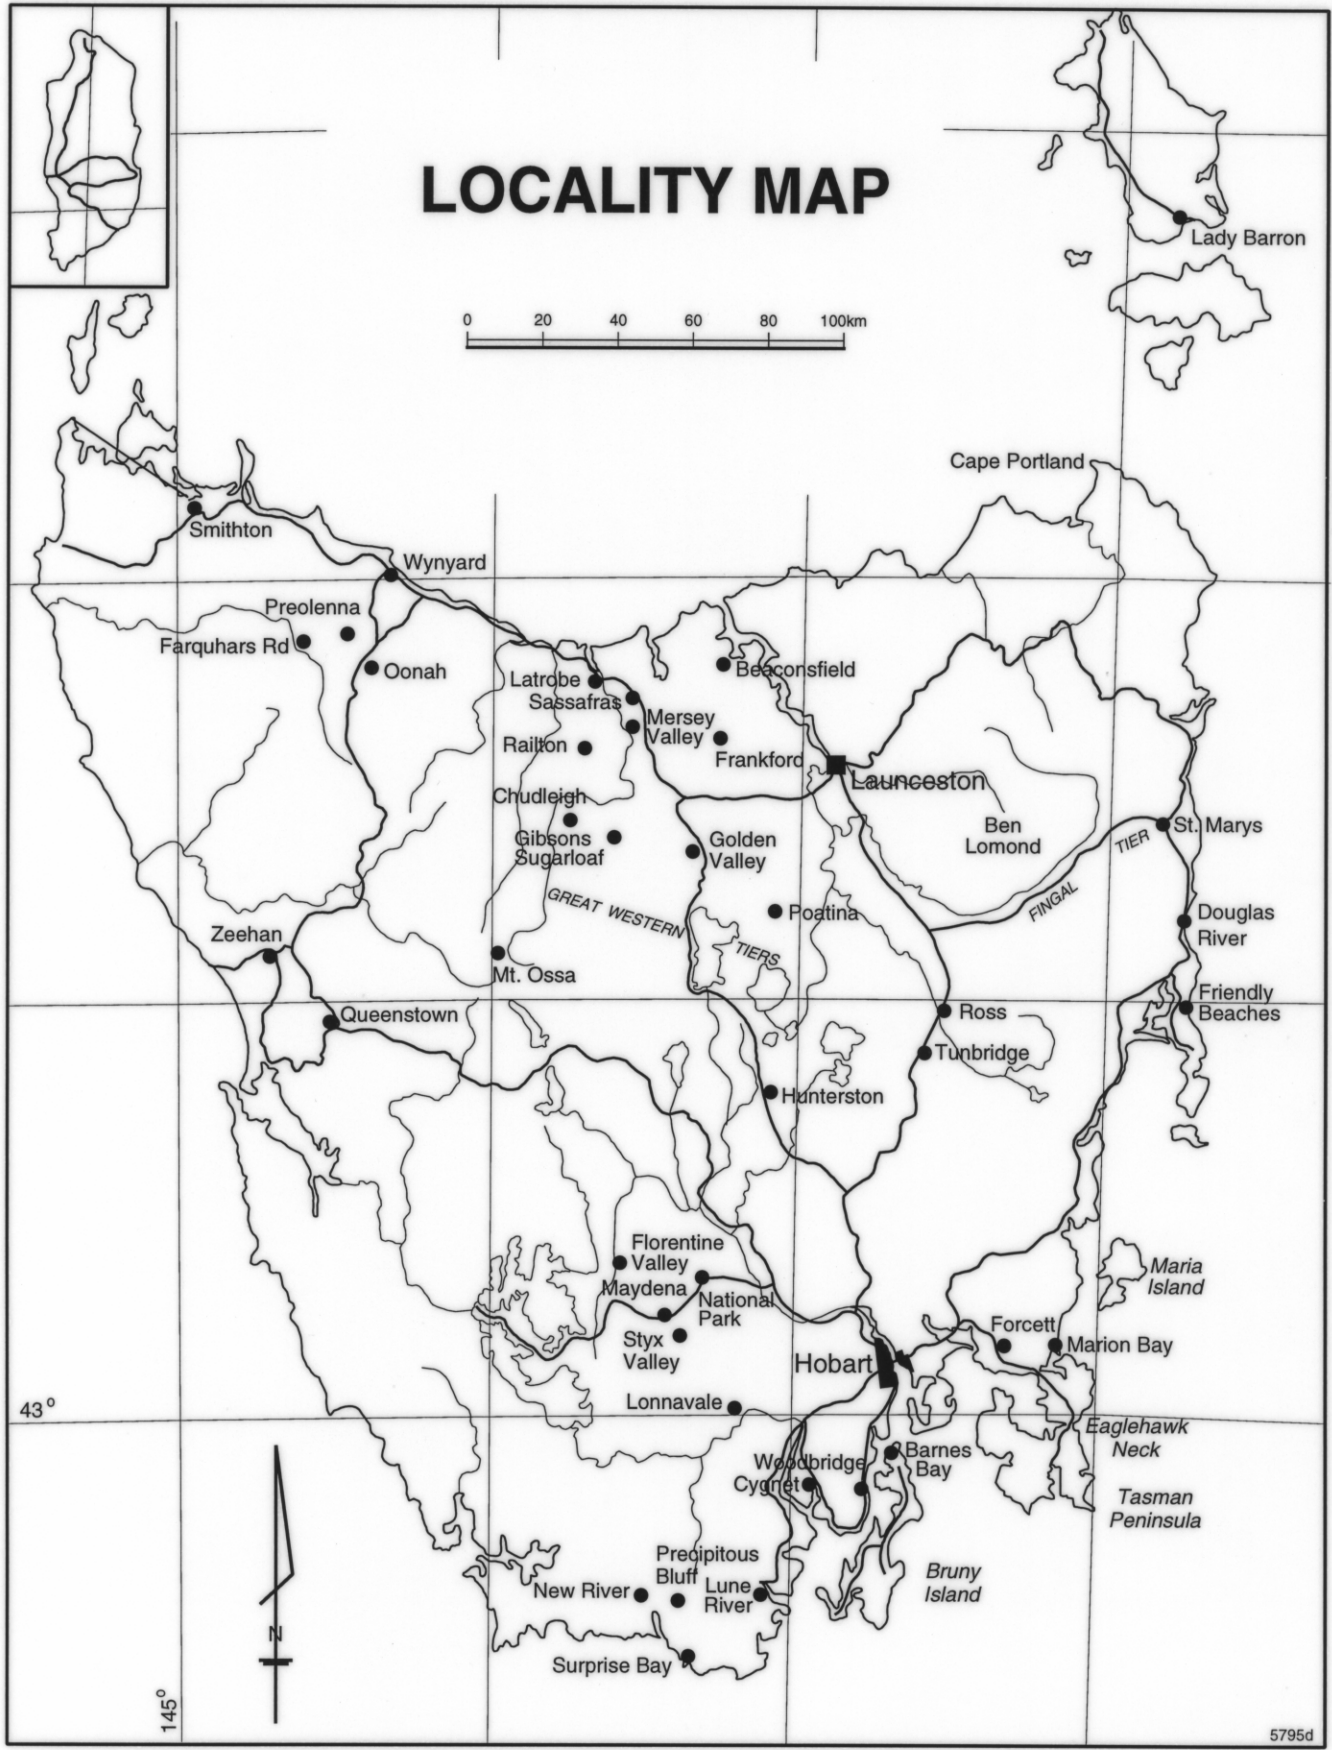 LOCALITY MAP
Lady Barron
0 20 40 60 80 100km
Cape Portland
Smithton
Wynyard
Preolenna
Farquhars Rd
Oonah
Latrobe
Sassafras
Beaconsfield
Mersey
Valley
Railton
Frankford
Launceston
Chudleigh
Gibsons
Sugarloaf
Golden
Valley
Ben
Lomond
St. Marys
FINGAL TIER
GREAT WESTERN TIERS
Poatina
Douglas
River
Zeehan
Mt. Ossa
Friendly
Beaches
Queenstown
Ross
Tunbridge
Hunterston
Florentine
Valley
Maydena
National
Park
Maria
Island
Styx
Valley
Forcett
Marion Bay
Hobart
Lonnavale
43°
Eaglehawk
Neck
Barnes
Bay
Woodbridge
Cygnet
Tasman
Peninsula
Precipitous
Bluff
New River
Lune
River
Bruny
Island
N
Surprise Bay
145°
5795d